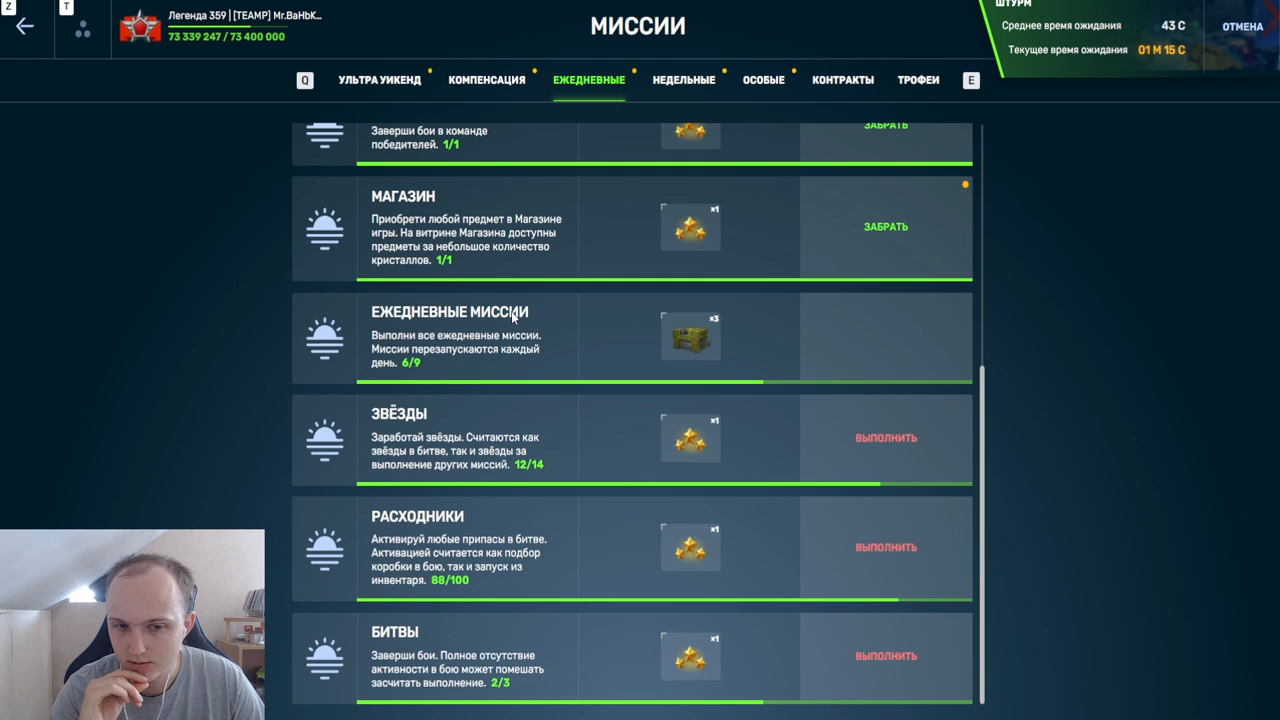 Z
T
Легенда 359 | [TEAMP] Mr.BaHbK...
73 339 247 / 73 400 000
МИССИИ
ШТУРМ
Среднее время ожидания 43 С
Текущее время ожидания 01 М 15 С
ОТМЕНА
Q УЛЬТРА УИКЕНД КОМПЕНСАЦИЯ ЕЖЕДНЕВНЫЕ НЕДЕЛЬНЫЕ ОСОБЫЕ КОНТРАКТЫ ТРОФЕИ E
Заверши бои в команде
победителей. 1/1
ЗАБРАТЬ
МАГАЗИН
Приобрети любой предмет в Магазине
игры. На витрине Магазина доступны
предметы за небольшое количество
кристаллов. 1/1
x1
ЗАБРАТЬ
ЕЖЕДНЕВНЫЕ МИССИИ
Выполни все ежедневные миссии.
Миссии перезапускаются каждый
день. 6/9
x3
ЗВЁЗДЫ
Заработай звёзды. Считаются как
звёзды в битве, так и звёзды за
выполнение других миссий. 12/14
x1
ВЫПОЛНИТЬ
РАСХОДНИКИ
Активируй любые припасы в битве.
Активацией считается как подбор
коробки в бою, так и запуск из
инвентаря. 88/100
x1
ВЫПОЛНИТЬ
БИТВЫ
Заверши бои. Полное отсутствие
активности в бою может помешать
засчитать выполнение. 2/3
x1
ВЫПОЛНИТЬ